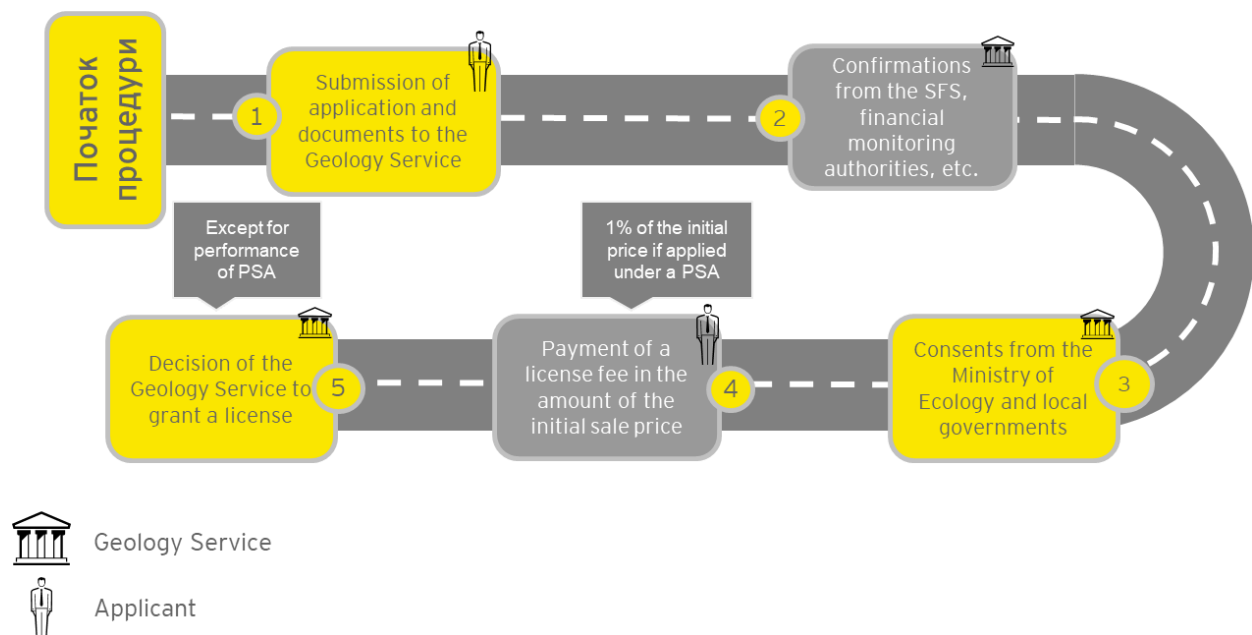 Початок
процедури
1
Submission of
application and
documents to the
Geology Service
2
Confirmations
from the SFS,
financial
monitoring
authorities, etc.
3
Consents from the
Ministry of
Ecology and local
governments
1% of the initial
price if applied
under a PSA
4
Payment of a
license fee in the
amount of the
initial sale price
Except for
performance
of PSA
5
Decision of the
Geology Service to
grant a license
Geology Service
Applicant